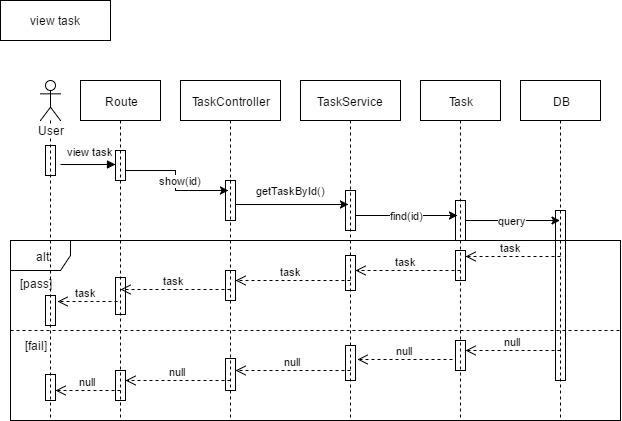 view task
User
Route
TaskController
TaskService
Task
DB
view task
show(id)
getTaskById()
find(id)
query
alt
[pass]
task
task
task
task
task
[fail]
null
null
null
null
null